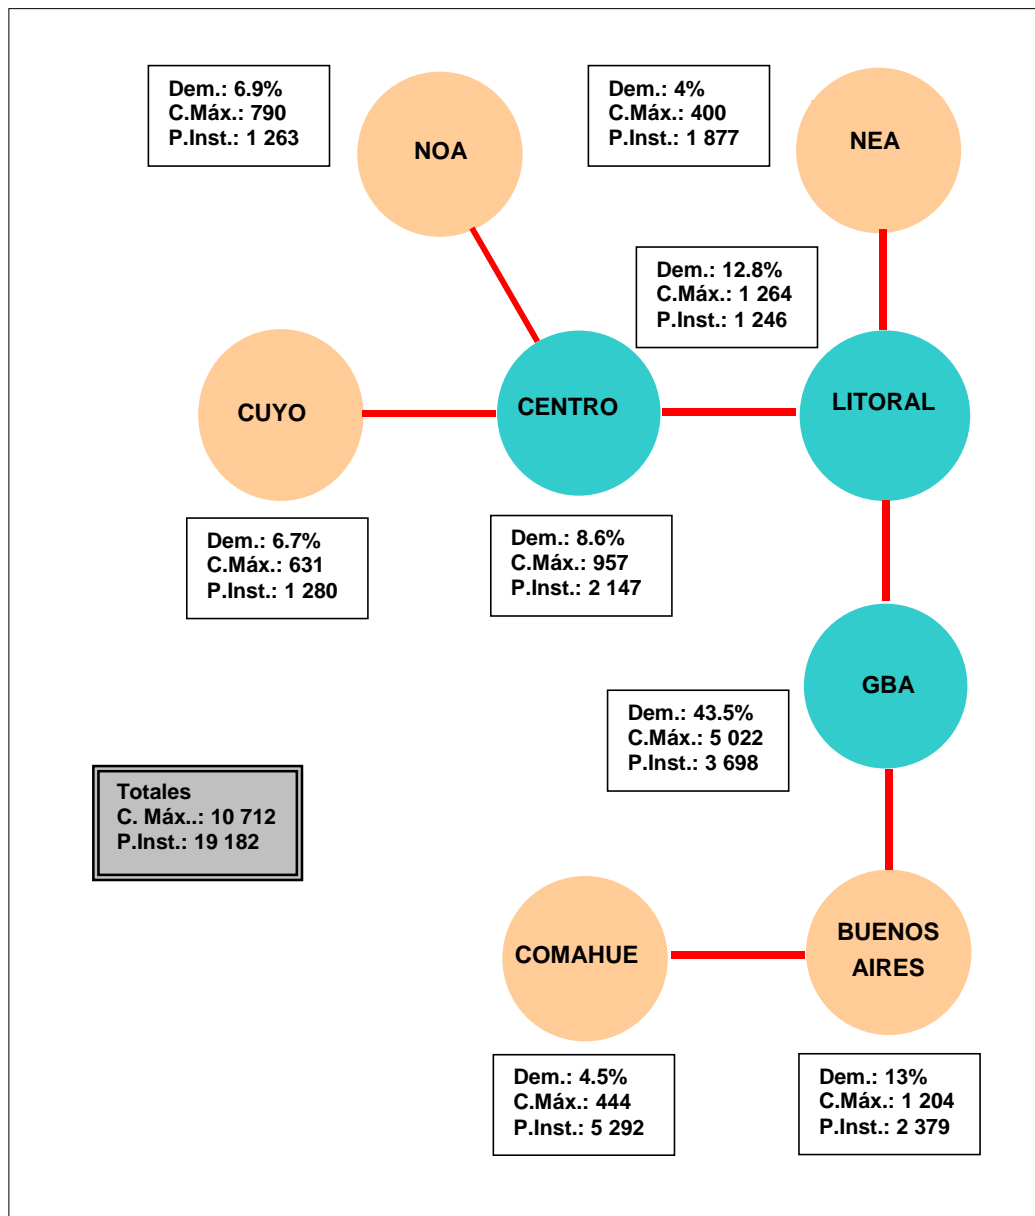 Dem.: 6.9%
C.Máx.: 790
P.Inst.: 1 263
NOA
Dem.: 4%
C.Máx.: 400
P.Inst.: 1 877
NEA
Dem.: 12.8%
C.Máx.: 1 264
P.Inst.: 1 246
CUYO
CENTRO
LITORAL
Dem.: 6.7%
C.Máx.: 631
P.Inst.: 1 280
Dem.: 8.6%
C.Máx.: 957
P.Inst.: 2 147
GBA
Dem.: 43.5%
C.Máx.: 5 022
P.Inst.: 3 698
Totales
C. Máx..: 10 712
P.Inst.: 19 182
COMAHUE
BUENOS
AIRES
Dem.: 4.5%
C.Máx.: 444
P.Inst.: 5 292
Dem.: 13%
C.Máx.: 1 204
P.Inst.: 2 379